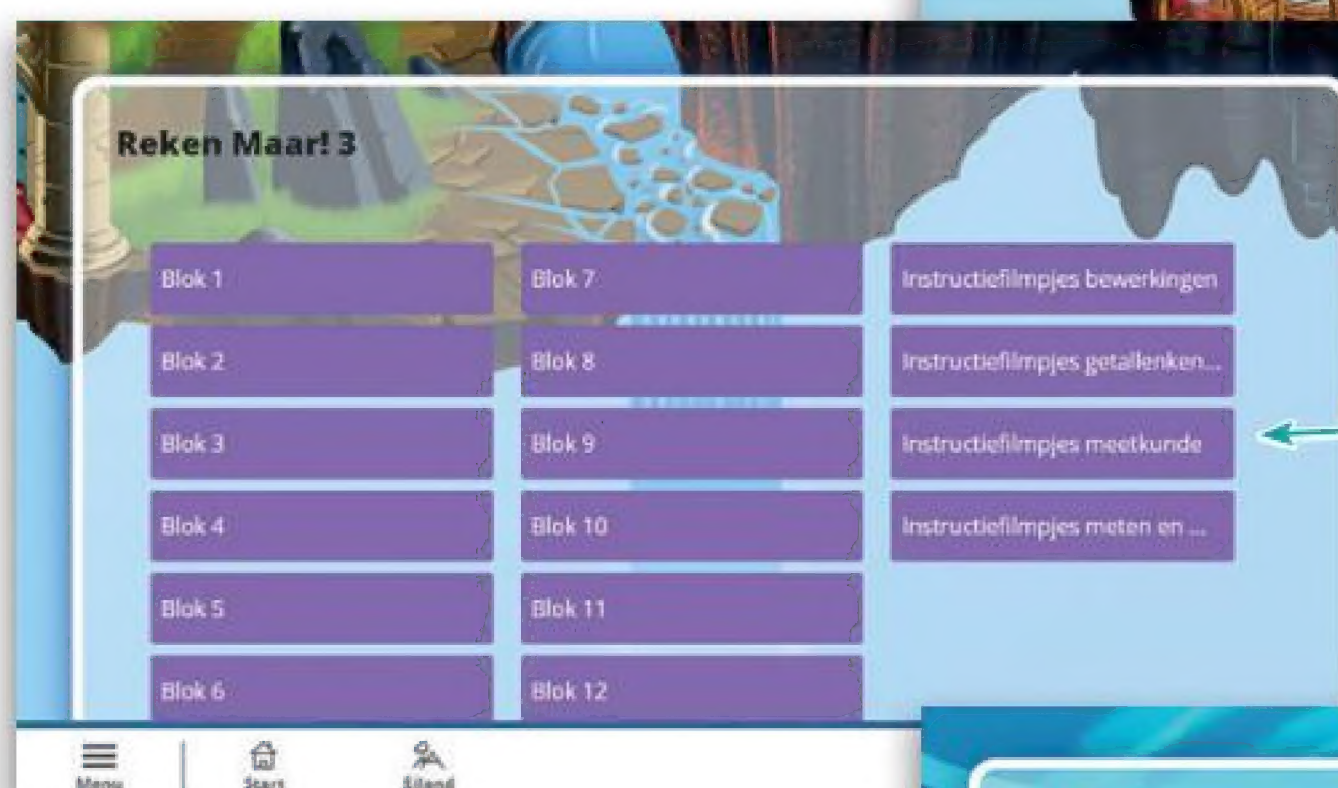 Reken Maar! 3
Blok 1
Blok 2
Blok 3
Blok 4
Blok 5
Blok 6
Blok 7
Blok 8
Blok 9
Blok 10
Blok 11
Blok 12
Instructiefilmpjes bewerkingen
Instructiefilmpjes getallenken...
Instructiefilmpjes meetkunde
Instructiefilmpjes meten en ...
Menu
Start
Eiland